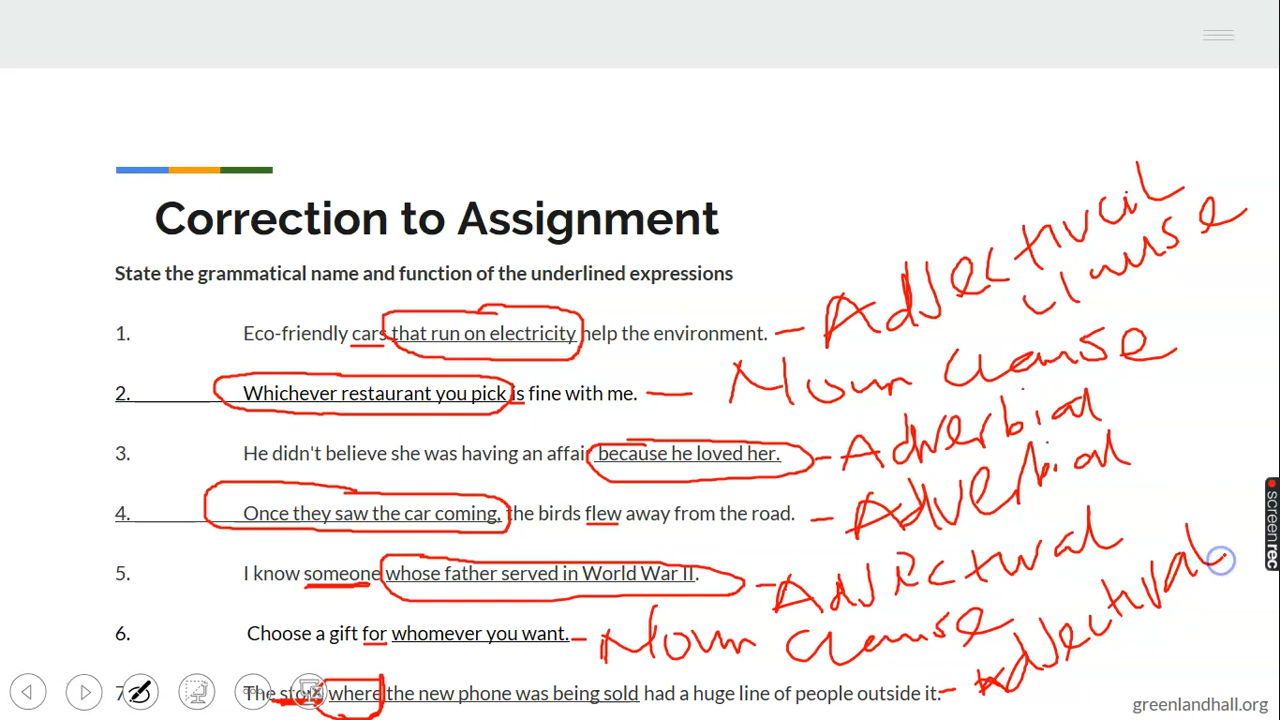 Correction to Assignment
State the grammatical name and function of the underlined expressions
1. Eco-friendly cars that run on electricity help the environment. - Adjectival clause
2. Whichever restaurant you pick is fine with me. - Noun clause
3. He didn't believe she was having an affai because he loved her. - Adverbial
4. Once they saw the car coming, the birds flew away from the road. - Adverbial
5. I know someone whose father served in World War II. - Adjectival
6. Choose a gift for whomever you want. - Noun clause
7. The store where the new phone was being sold had a huge line of people outside it - Adjectival
screenrec
greenlandhall.org